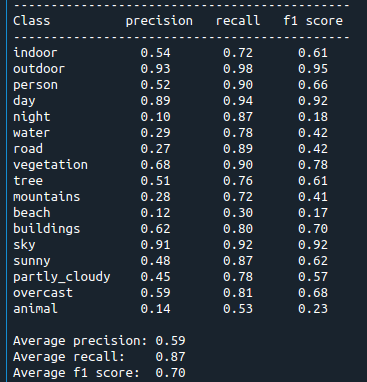 ---------------------------------------------
Class precision recall f1 score
---------------------------------------------
indoor 0.54 0.72 0.61
outdoor 0.93 0.98 0.95
person 0.52 0.90 0.66
day 0.89 0.94 0.92
night 0.10 0.87 0.18
water 0.29 0.78 0.42
road 0.27 0.89 0.42
vegetation 0.68 0.90 0.78
tree 0.51 0.76 0.61
mountains 0.28 0.72 0.41
beach 0.12 0.30 0.17
buildings 0.62 0.80 0.70
sky 0.91 0.92 0.92
sunny 0.48 0.87 0.62
partly_cloudy 0.45 0.78 0.57
overcast 0.59 0.81 0.68
animal 0.14 0.53 0.23
Average precision: 0.59
Average recall: 0.87
Average f1 score: 0.70